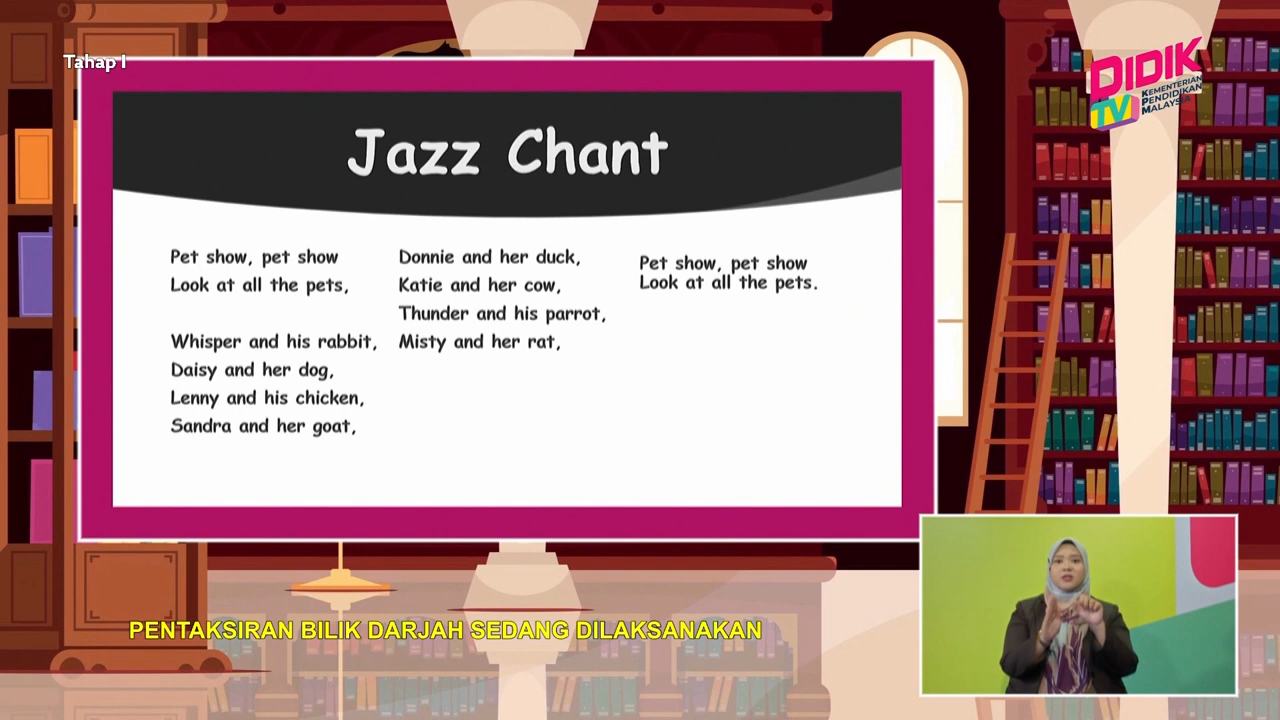 Tahap I
DIDIK
TV
KEMENTERIAN
PENDIDIKAN
MALAYSIA
Jazz Chant
Pet show, pet show
Look at all the pets,
Whisper and his rabbit,
Daisy and her dog,
Lenny and his chicken,
Sandra and her goat,
Donnie and her duck,
Katie and her cow,
Thunder and his parrot,
Misty and her rat,
Pet show, pet show
Look at all the pets.
PENTAKSIRAN BILIK DARJAH SEDANG DILAKSANAKAN